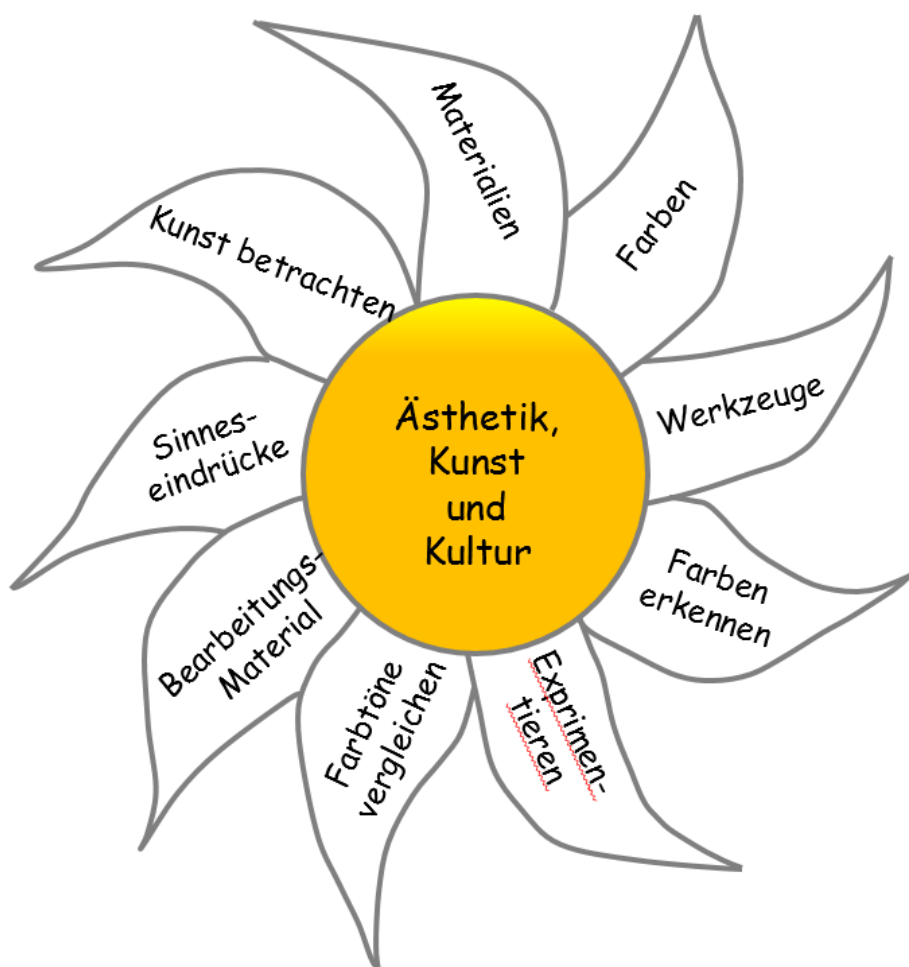 Ästhetik,
Kunst
und
Kultur
Materialien
Farben
Werkzeuge
Farben
erkennen
Exprimen-
tieren
Farbtöne
vergleichen
Bearbeitungs-
Material
Sinnes-
eindrücke
Kunst betrachten